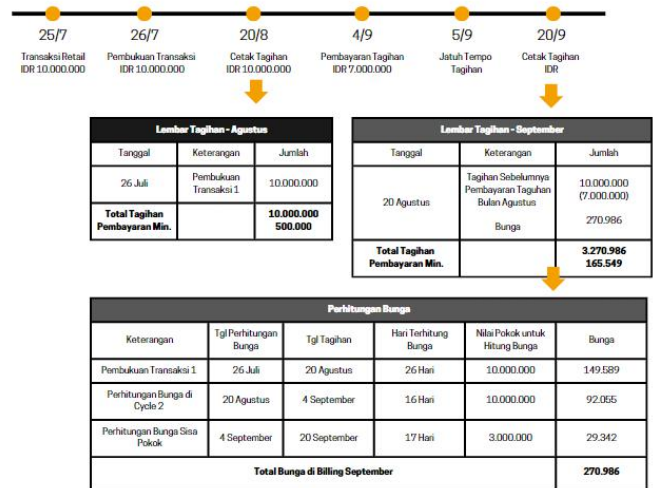 25/7 26/7 20/8 4/9 5/9 20/9
Transaksi Retail Pembukuan Transaksi Cetak Tagihan Pembayaran Tagihan Jatuh Tempo Cetak Tagihan
IDR 10.000.000 IDR 10.000.000 IDR 10.000.000 IDR 7.000.000 Tagihan IDR
Lembar Tagihan - Agustus
Tanggal Keterangan Jumlah
26 Juli Pembukuan Transaksi 1 10.000.000
Total Tagihan 10.000.000
Pembayaran Min. 500.000
Lembar Tagihan - September
Tanggal Keterangan Jumlah
Tagihan Sebelumnya 10.000.000
20 Agustus Pembayaran Taguhan Bulan Agustus (7.000.000)
Bunga 270.986
Total Tagihan 3.270.986
Pembayaran Min. 165.549
Perhitungan Bunga
Keterangan Tgl Perhitungan Bunga Tgl Tagihan Hari Terhitung Bunga Nilai Pokok untuk Hitung Bunga Bunga
Pembukuan Transaksi 1 26 Juli 20 Agustus 26 Hari 10.000.000 149.589
Perhitungan Bunga di Cycle 2 20 Agustus 4 September 16 Hari 10.000.000 92.055
Perhitungan Bunga Sisa Pokok 4 September 20 September 17 Hari 3.000.000 29.342
Total Bunga di Billing September 270.986